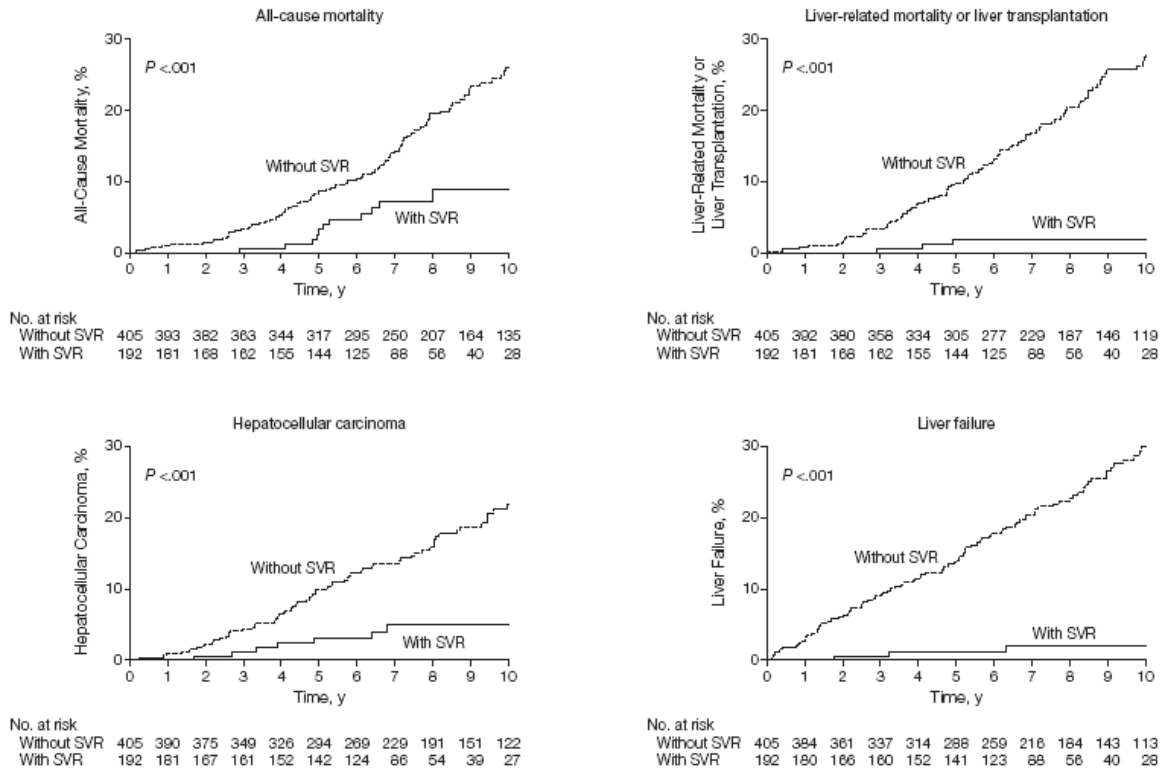 All-cause mortality
30
20
10
0
All-Cause Mortality, %
P <.001
Without SVR
With SVR
0 1 2 3 4 5 6 7 8 9 10
Time, y
No. at risk
Without SVR 405 393 382 363 344 317 295 250 207 164 135
With SVR 192 181 168 162 155 144 125 88 56 40 28
Liver-related mortality or liver transplantation
30
20
10
0
Liver-Related Mortality or
Liver Transplantation, %
P <.001
Without SVR
With SVR
0 1 2 3 4 5 6 7 8 9 10
Time, y
No. at risk
Without SVR 405 392 380 358 334 305 277 229 187 146 119
With SVR 192 181 168 162 155 144 125 88 56 40 28
Hepatocellular carcinoma
30
20
10
0
Hepatocellular Carcinoma, %
P <.001
Without SVR
With SVR
0 1 2 3 4 5 6 7 8 9 10
Time, y
No. at risk
Without SVR 405 390 375 349 326 294 269 229 191 151 122
With SVR 192 181 167 161 152 142 124 86 54 39 27
Liver failure
30
20
10
0
Liver Failure, %
P <.001
Without SVR
With SVR
0 1 2 3 4 5 6 7 8 9 10
Time, y
No. at risk
Without SVR 405 384 361 337 314 288 259 216 184 143 113
With SVR 192 180 166 160 152 141 123 88 56 40 28